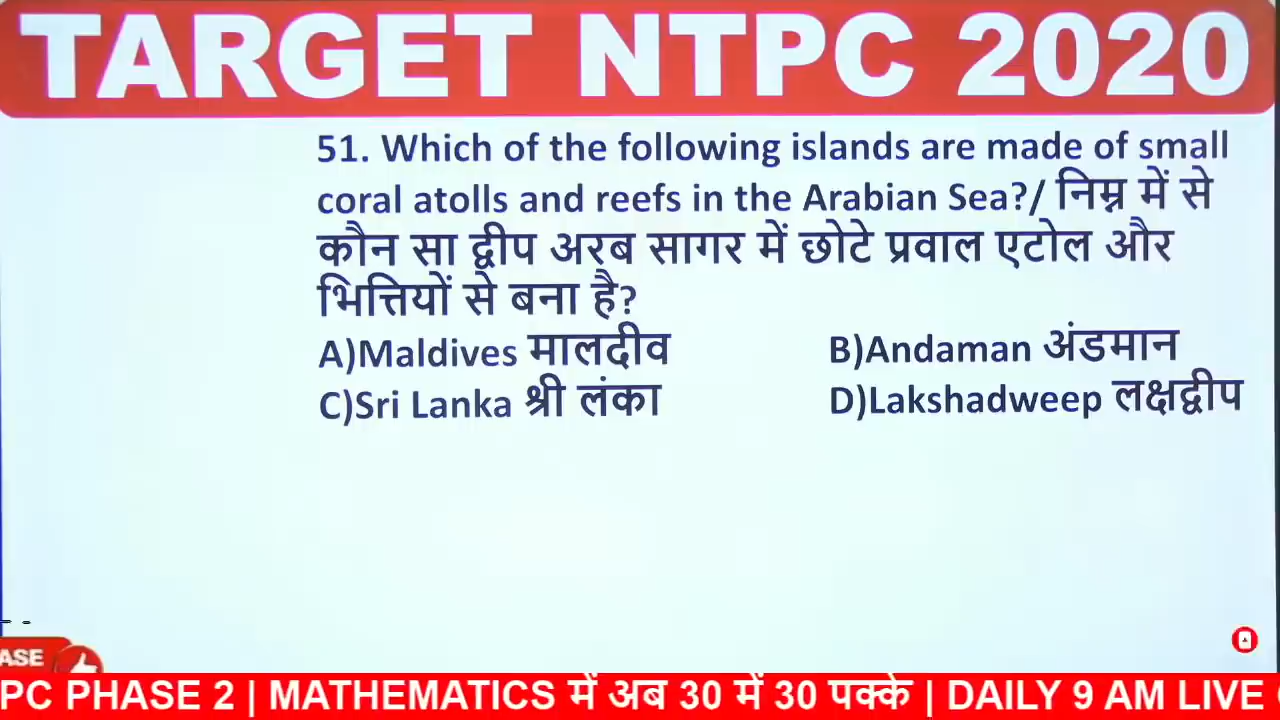 TARGET NTPC 2020
51. Which of the following islands are made of small
coral atolls and reefs in the Arabian Sea?/ निम्न में से
कौन सा द्वीप अरब सागर में छोटे प्रवाल एटोल और
भित्तियों से बना है?
A)Maldives मालदीव B)Andaman अंडमान
C)Sri Lanka श्री लंका D)Lakshadweep लक्षद्वीप
ASE
PC PHASE 2 | MATHEMATICS में अब 30 में 30 पक्के | DAILY 9 AM LIVE